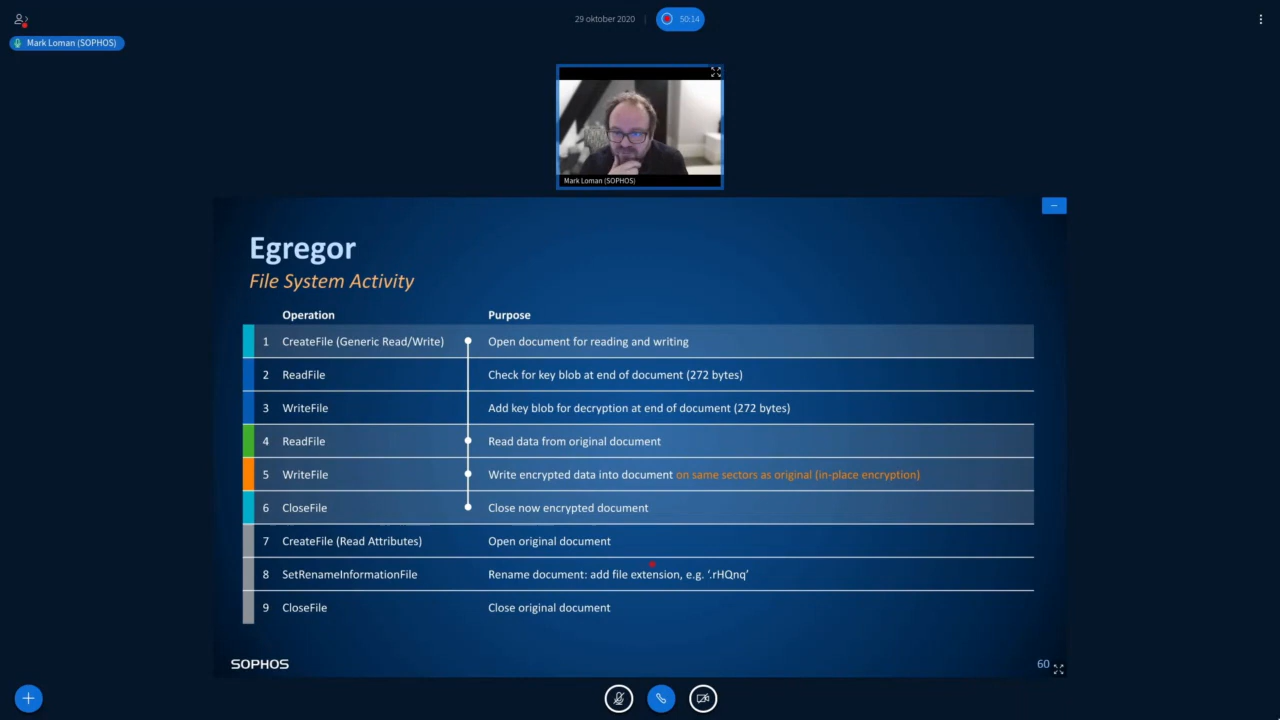 29 oktober 2020 50:14
Mark Loman (SOPHOS)
Mark Loman (SOPHOS)
Egregor
File System Activity
Operation Purpose
1 CreateFile (Generic Read/Write) Open document for reading and writing
2 ReadFile Check for key blob at end of document (272 bytes)
3 WriteFile Add key blob for decryption at end of document (272 bytes)
4 ReadFile Read data from original document
5 WriteFile Write encrypted data into document on same sectors as original (in-place encryption)
6 CloseFile Close now encrypted document
7 CreateFile (Read Attributes) Open original document
8 SetRenameInformationFile Rename document: add file extension, e.g. ‘.rHQnq’
9 CloseFile Close original document
SOPHOS 60